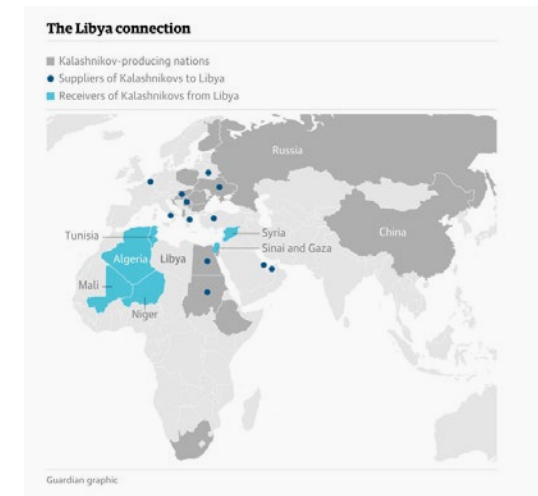 The Libya connection
Kalashnikov-producing nations
Suppliers of Kalashnikovs to Libya
Receivers of Kalashnikovs from Libya
Russia
China
Tunisia
Syria
Sinai and Gaza
Algeria
Libya
Mali
Niger
Guardian graphic